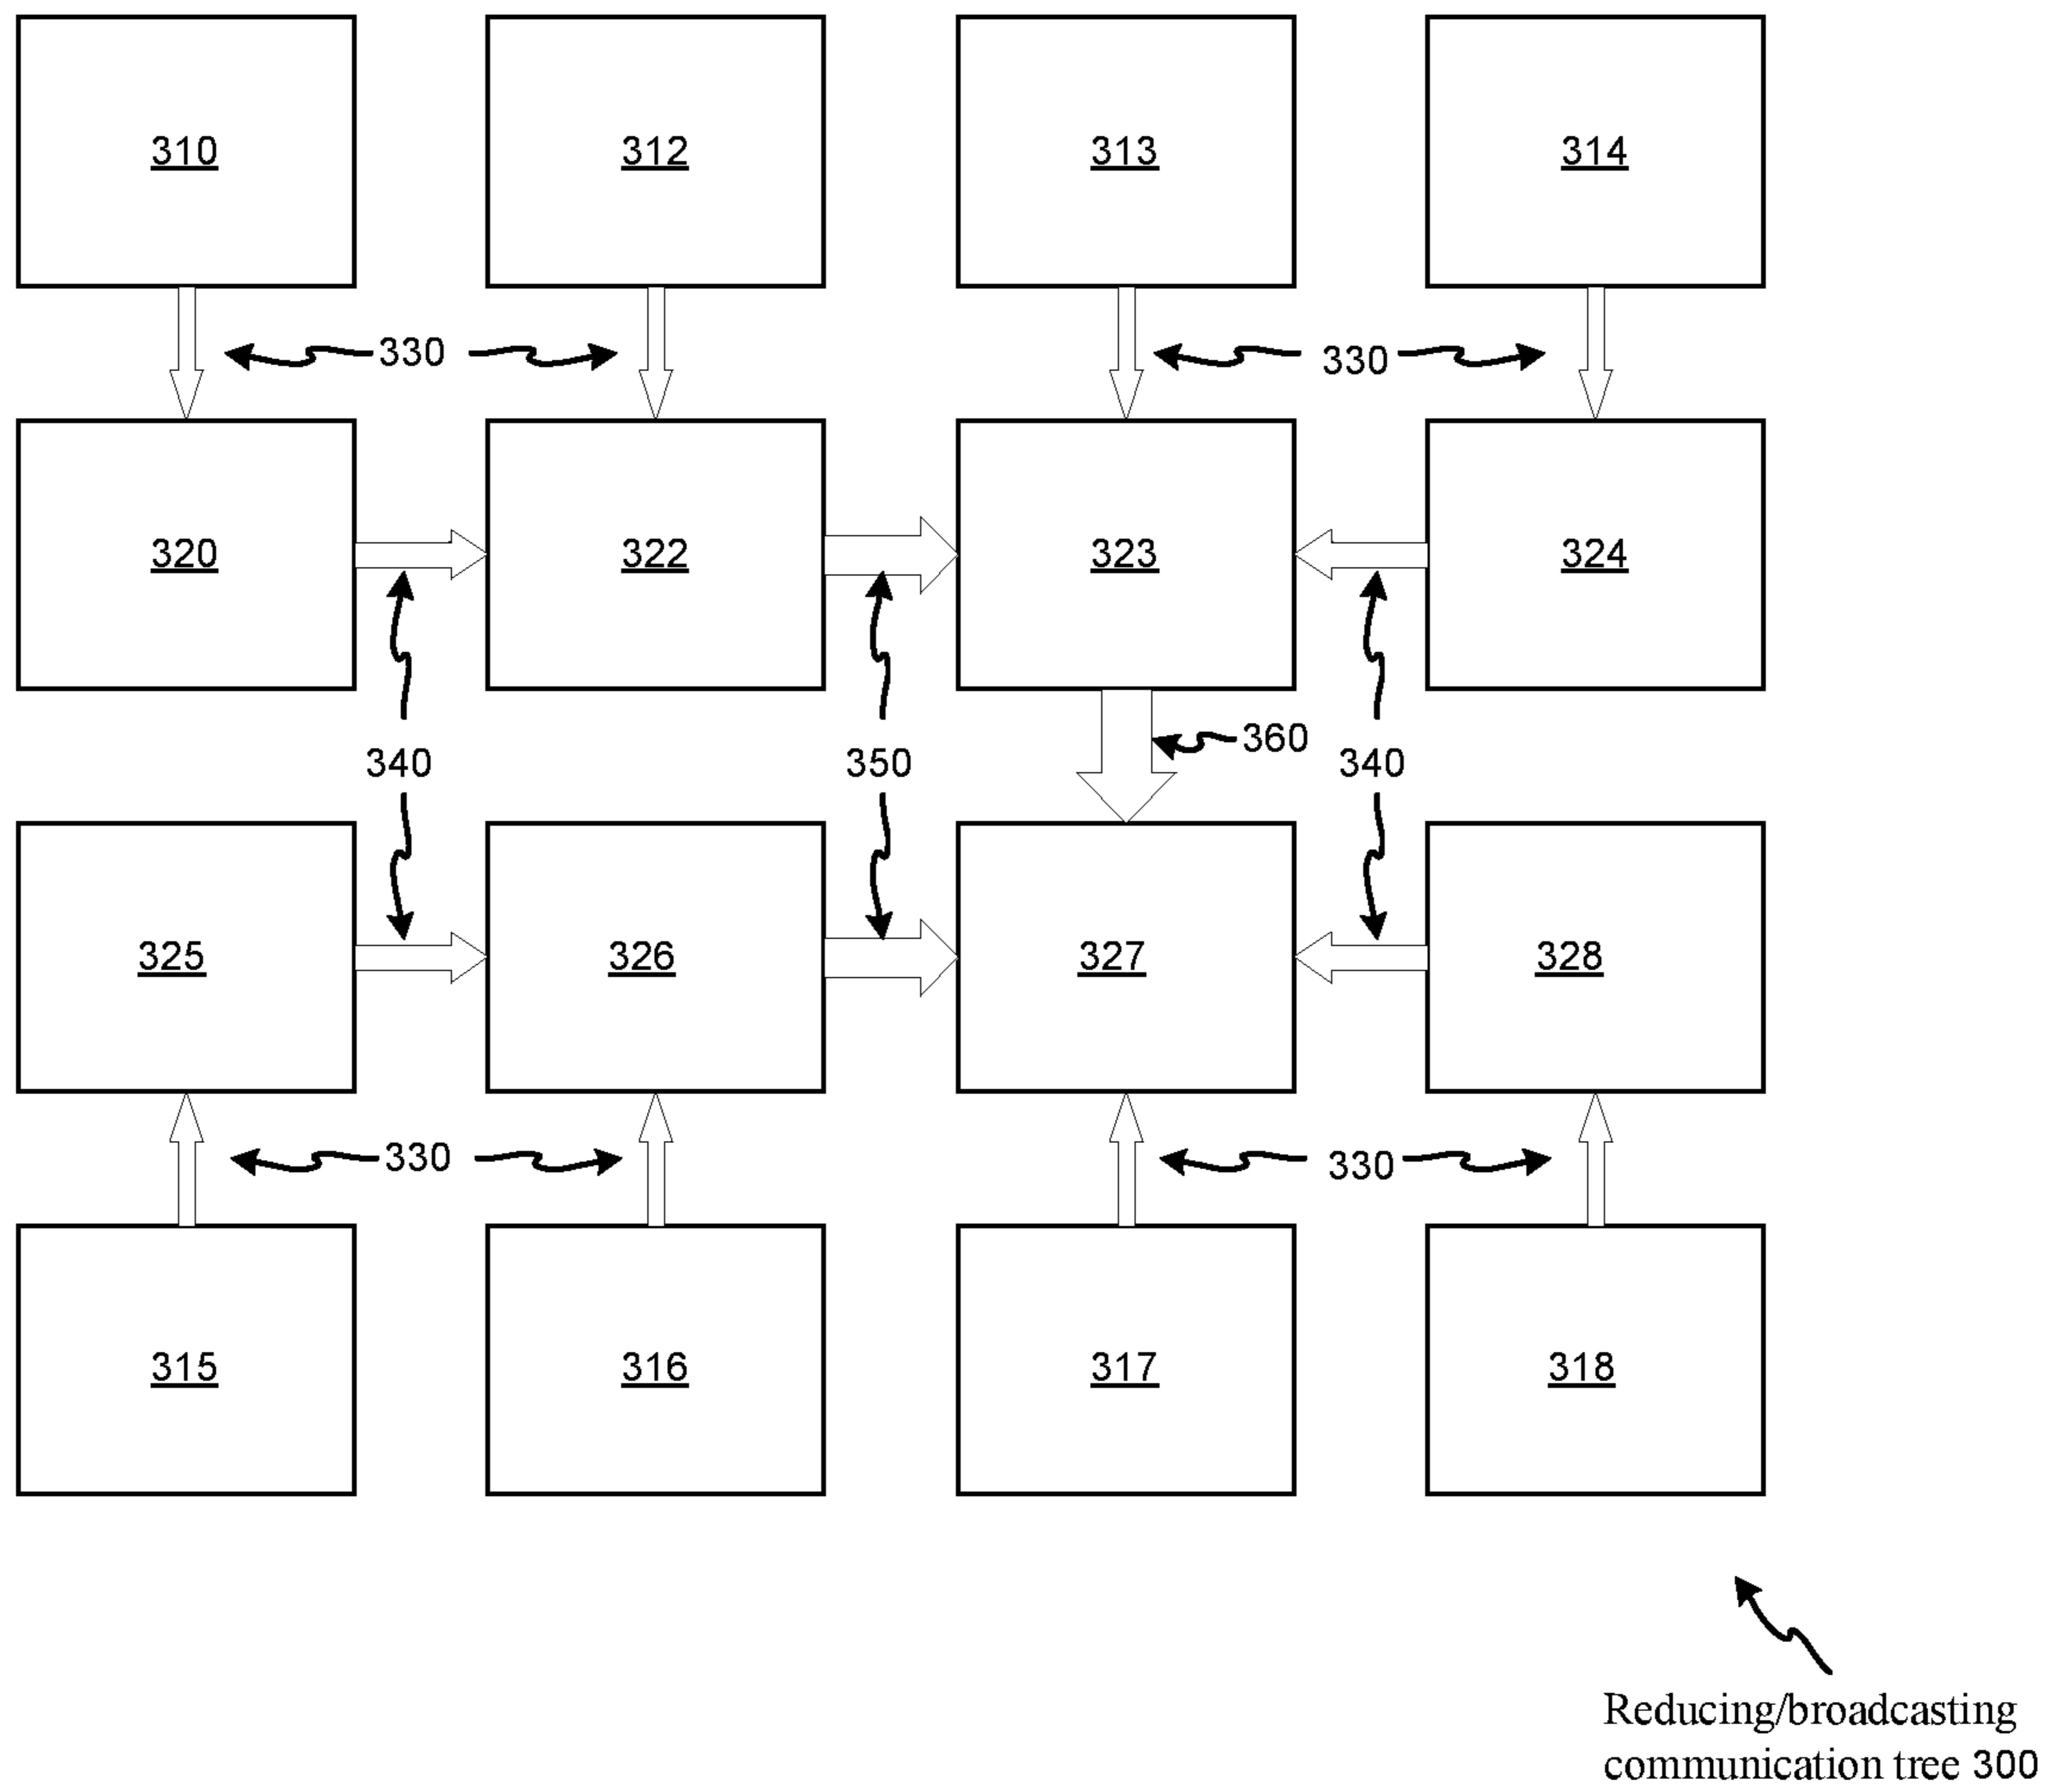 310 312 313 314
330 330
320 322 323 324
360
340 350 340
325 326 327 328
330 330
315 316 317 318
Reducing/broadcasting
communication tree 300